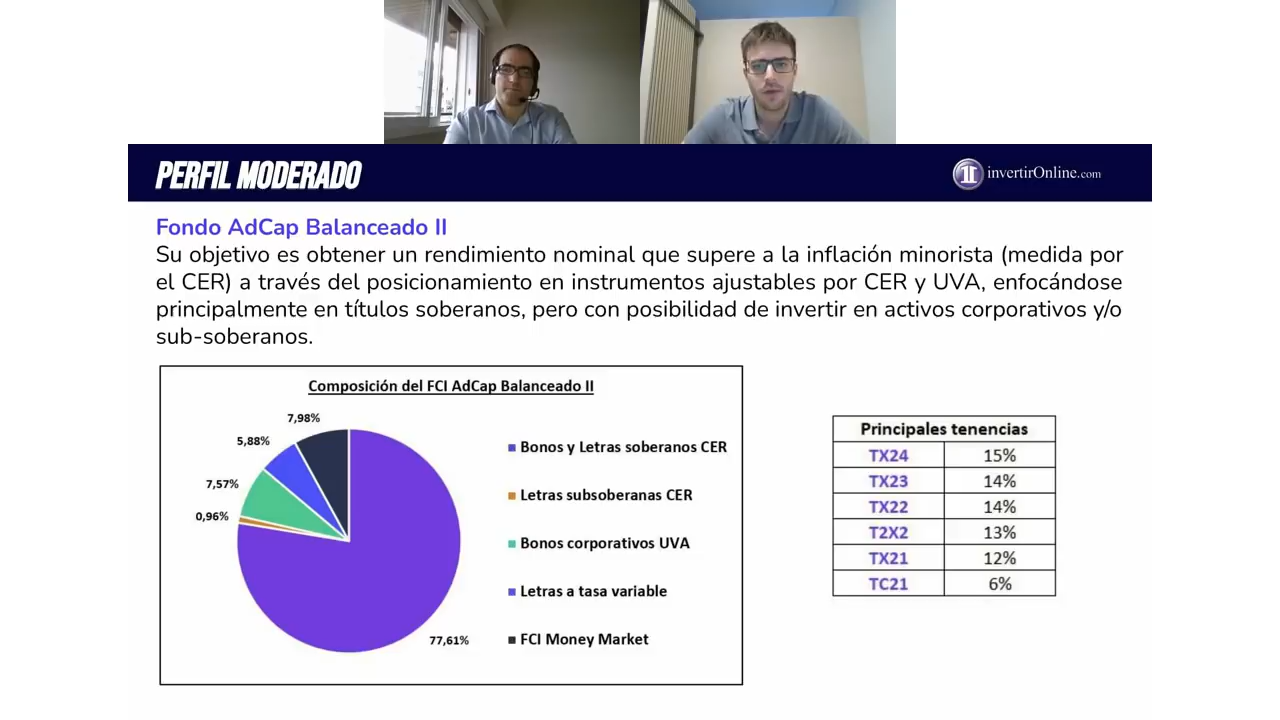 PERFIL MODERADO
invertirOnline.com
Fondo AdCap Balanceado II
Su objetivo es obtener un rendimiento nominal que supere a la inflación minorista (medida por
el CER) a través del posicionamiento en instrumentos ajustables por CER y UVA, enfocándose
principalmente en títulos soberanos, pero con posibilidad de invertir en activos corporativos y/o
sub-soberanos.
Composición del FCI AdCap Balanceado II
7,98%
5,88%
7,57%
0,96%
77,61%
Bonos y Letras soberanos CER
Letras subsoberanas CER
Bonos corporativos UVA
Letras a tasa variable
FCI Money Market
Principales tenencias
TX24 15%
TX23 14%
TX22 14%
T2X2 13%
TX21 12%
TC21 6%